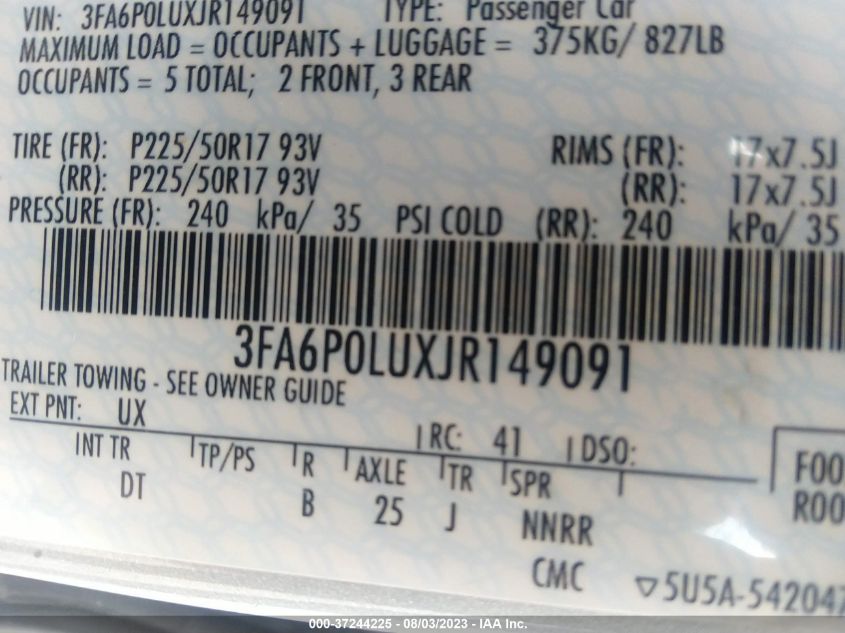 VIN: 3FA6P0LUXJR149091 TYPE: Passenger Car
MAXIMUM LOAD = OCCUPANTS + LUGGAGE = 375KG/ 827LB
OCCUPANTS = 5 TOTAL; 2 FRONT, 3 REAR
TIRE (FR): P225/50R17 93V RIMS (FR): 17x7.5J
(RR): P225/50R17 93V (RR): 17x7.5J
PRESSURE (FR): 240 kPa/ 35 PSI COLD (RR): 240 kPa/ 35
3FA6P0LUXJR149091
TRAILER TOWING - SEE OWNER GUIDE
EXT PNT: UX RC: 41 DSO:
INT TR TP/PS R AXLE TR SPR F00
DT B 25 J NNRR R00
CMC ▽5U5A-542047
000-37244225 - 08/03/2023 - IAA Inc.